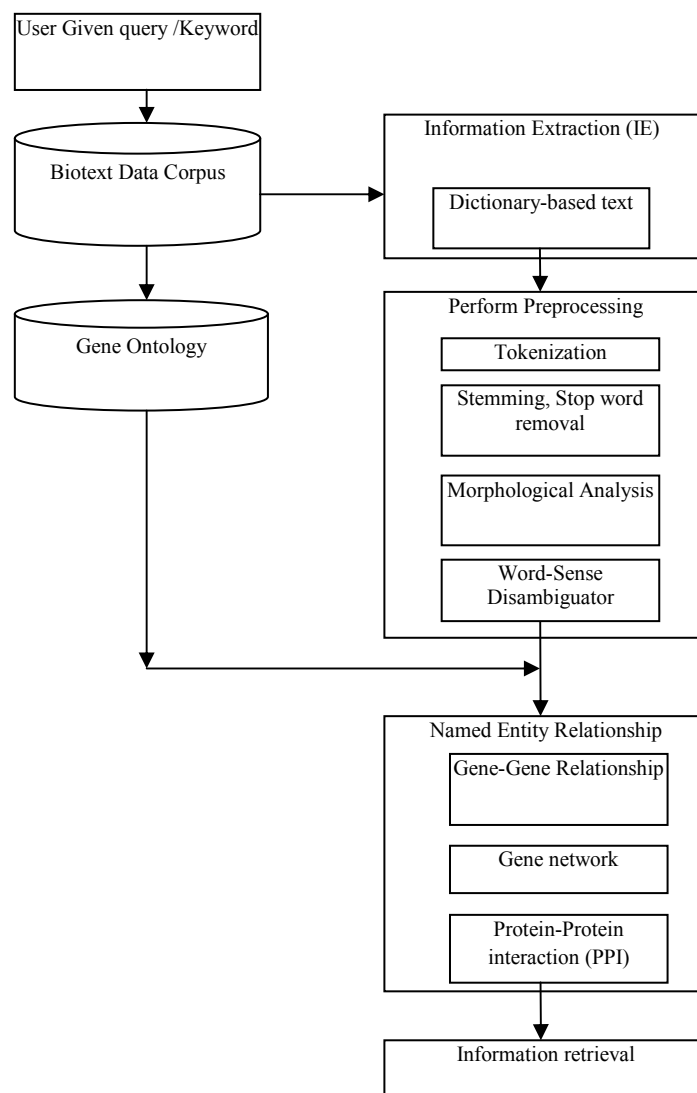 User Given query /Keyword
Biotext Data Corpus
Gene Ontology
Information Extraction (IE)
Dictionary-based text
Perform Preprocessing
Tokenization
Stemming, Stop word
removal
Morphological Analysis
Word-Sense
Disambiguator
Named Entity Relationship
Gene-Gene Relationship
Gene network
Protein-Protein
interaction (PPI)
Information retrieval